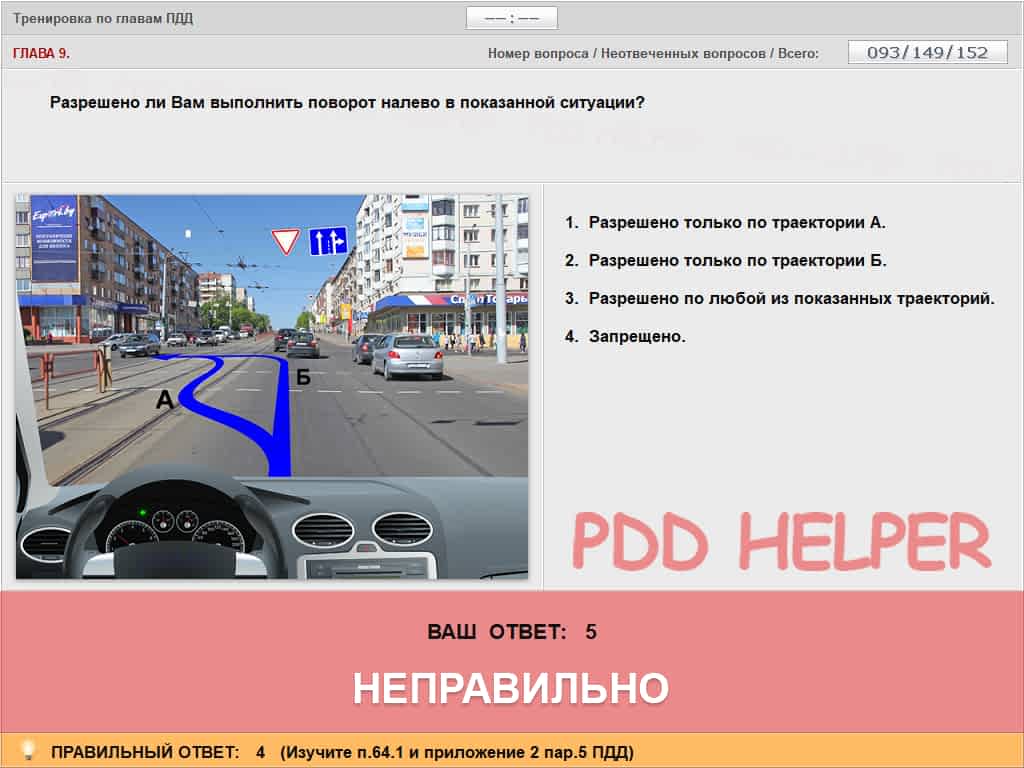 Тренировка по главам ПДД
–– : ––
ГЛАВА 9.
Номер вопроса / Неотвеченных вопросов / Всего:
093/149/152
Разрешено ли Вам выполнить поворот налево в показанной ситуации?
1. Разрешено только по траектории А.
2. Разрешено только по траектории Б.
3. Разрешено по любой из показанных траекторий.
4. Запрещено.
А
Б
PDD HELPER
ВАШ ОТВЕТ: 5
НЕПРАВИЛЬНО
ПРАВИЛЬНЫЙ ОТВЕТ: 4 (Изучите п.64.1 и приложение 2 пар.5 ПДД)